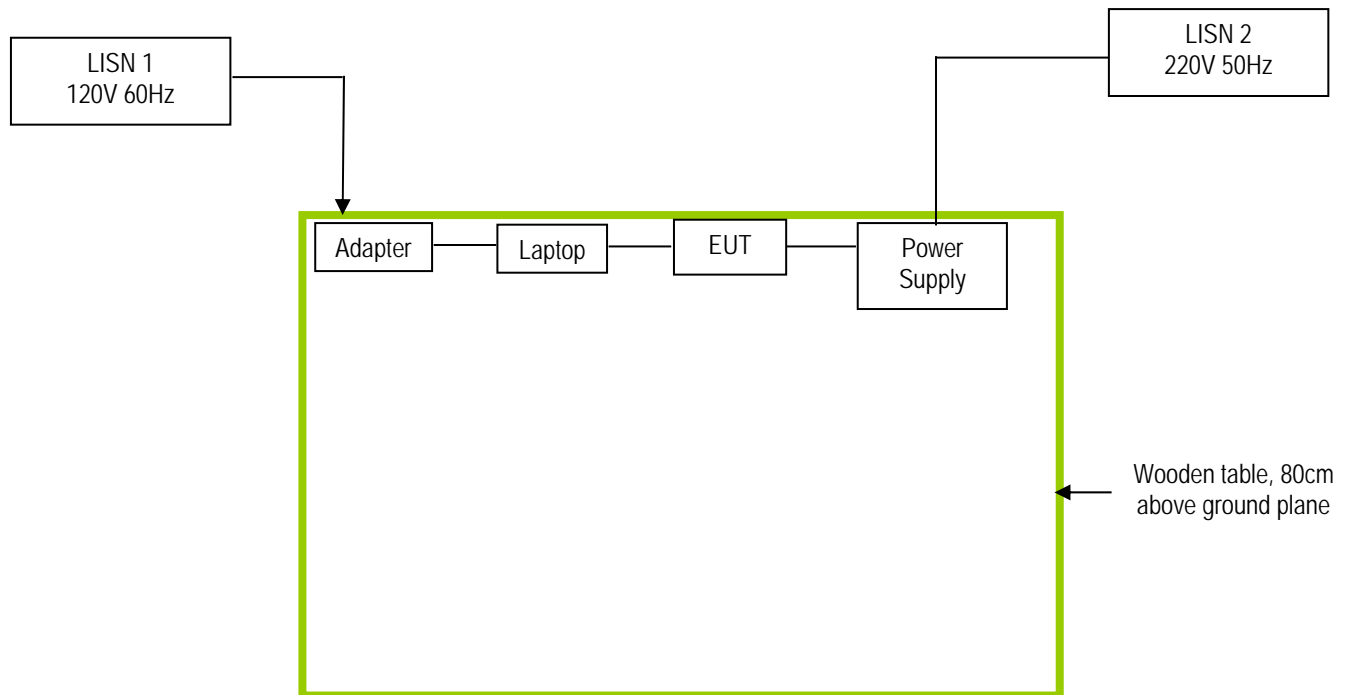 LISN 1
120V 60Hz
LISN 2
220V 50Hz
Adapter
Laptop
EUT
Power
Supply
Wooden table, 80cm
above ground plane